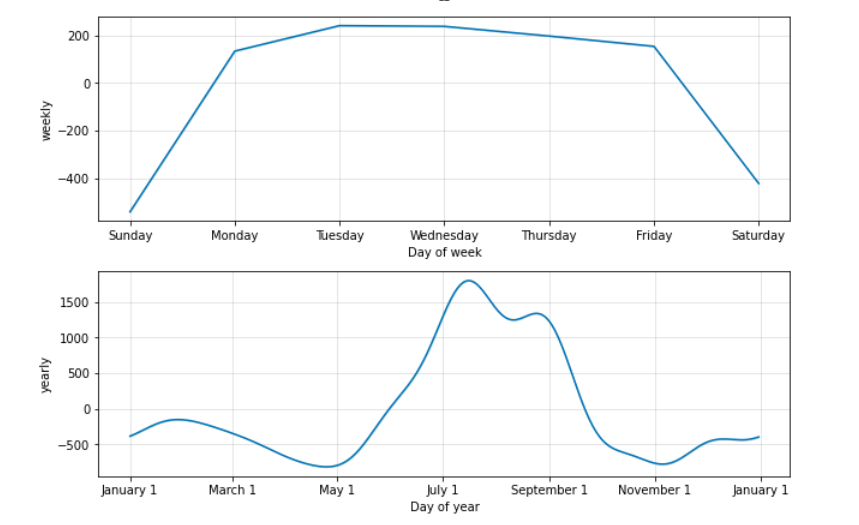 200
0
−200
−400
weekly
Sunday Monday Tuesday Wednesday Thursday Friday Saturday
Day of week
1500
1000
500
0
−500
yearly
January 1 March 1 May 1 July 1 September 1 November 1 January 1
Day of year